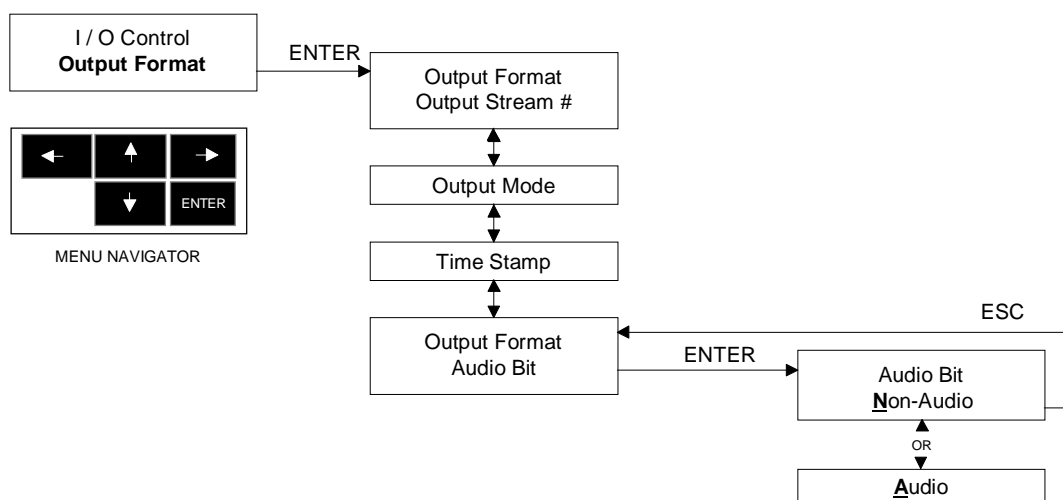 I / O Control
Output Format
ENTER
Output Format
Output Stream #
ENTER
MENU NAVIGATOR
Output Mode
Time Stamp
Output Format
Audio Bit
ESC
ENTER
Audio Bit
Non-Audio
OR
Audio